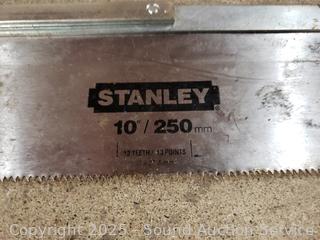 STANLEY
10"/250mm
12 TEETH / 13 POINTS
Copyright 2025 - Sound Auction Service